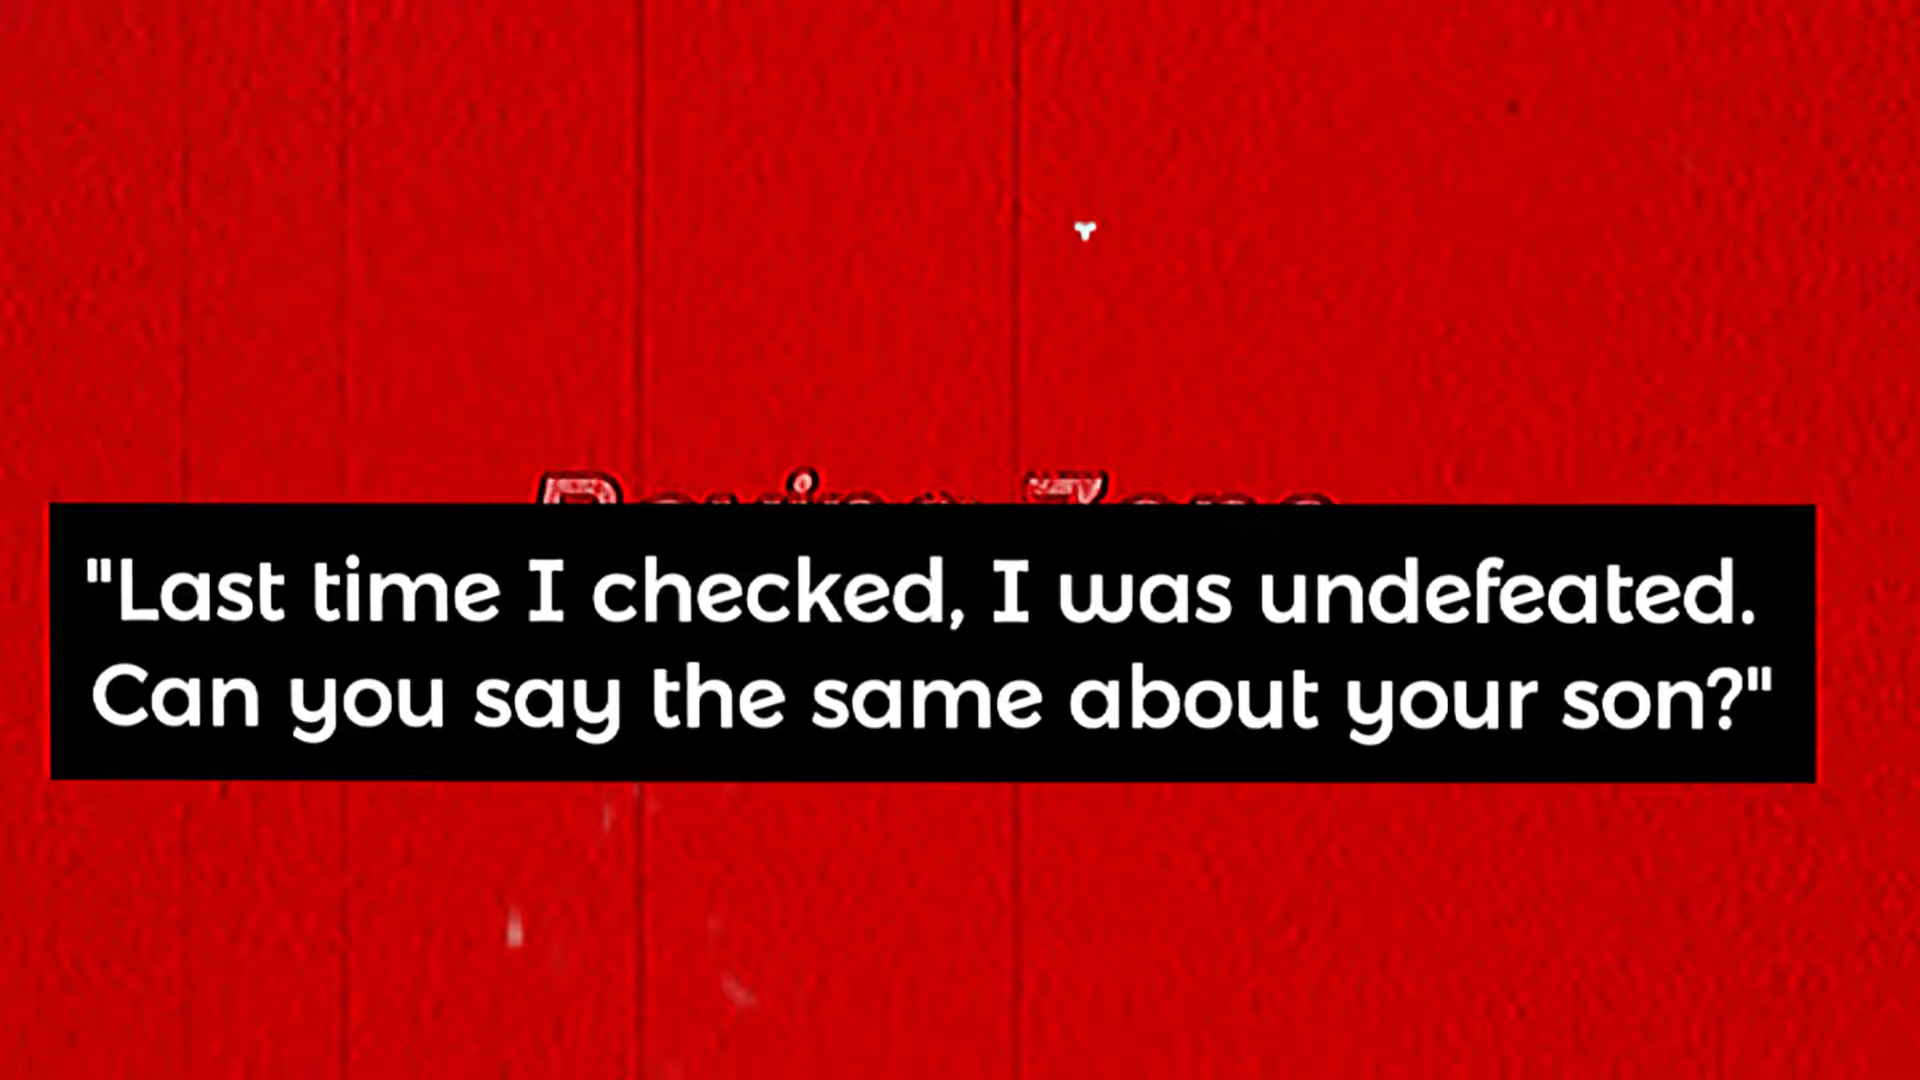 "Last time I checked, I was undefeated.
Can you say the same about your son?"